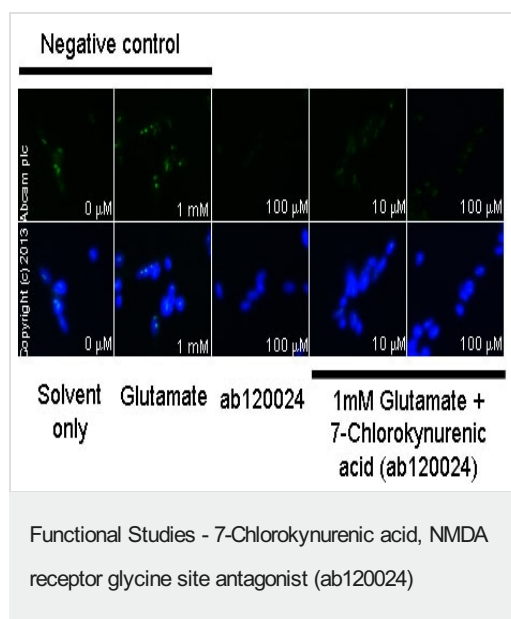 Negative control
Copyright (c) 2013 Abcam plc
0 µM
1 mM
100 µM
10 µM
100 µM
0 µM
1 mM
100 µM
10 µM
100 µM
Solvent only
Glutamate
ab120024
1mM Glutamate +
7-Chlorokynurenic
acid (ab120024)
Functional Studies - 7-Chlorokynurenic acid, NMDA
receptor glycine site antagonist (ab120024)